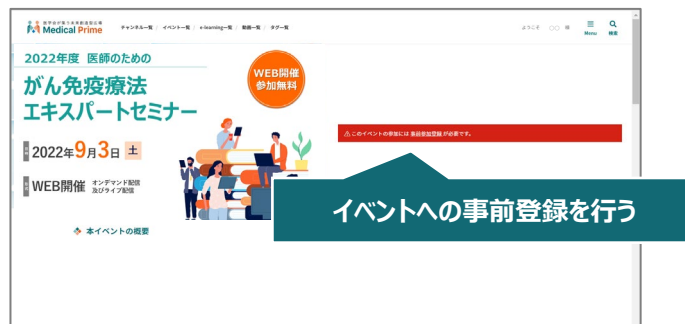 医学会が集う未来創造型広場
Medical Prime
チャンネル一覧 / イベント一覧 / e-learning一覧 / 動画一覧 / タグ一覧
ようこそ ○○ 様
Menu
検索
2022年度 医師のための
がん免疫療法
エキスパートセミナー
WEB開催
参加無料
2022年9月3日 土
WEB開催 オンデマンド配信
及びライブ配信
本イベントの概要
このイベントの参加には 事前参加登録 が必要です。
イベントへの事前登録を行う